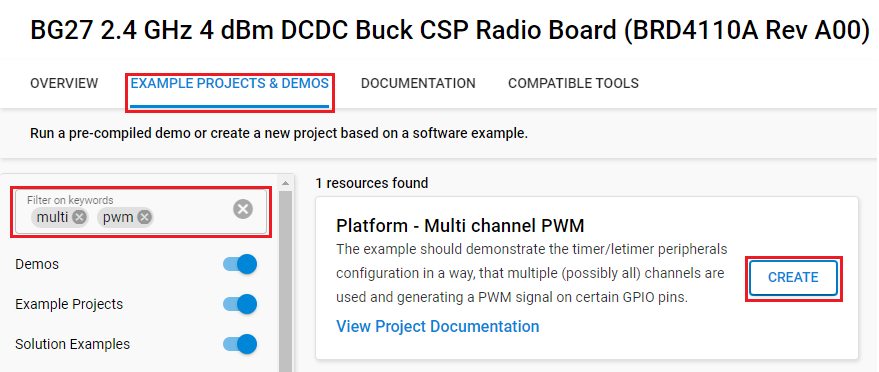 BG27 2.4 GHz 4 dBm DCDC Buck CSP Radio Board (BRD4110A Rev A00)
OVERVIEW EXAMPLE PROJECTS & DEMOS DOCUMENTATION COMPATIBLE TOOLS
Run a pre-compiled demo or create a new project based on a software example.
Filter on keywords
multi pwm
Demos
Example Projects
Solution Examples
1 resources found
Platform - Multi channel PWM
The example should demonstrate the timer/letimer peripherals
configuration in a way, that multiple (possibly all) channels are
used and generating a PWM signal on certain GPIO pins.
View Project Documentation
CREATE